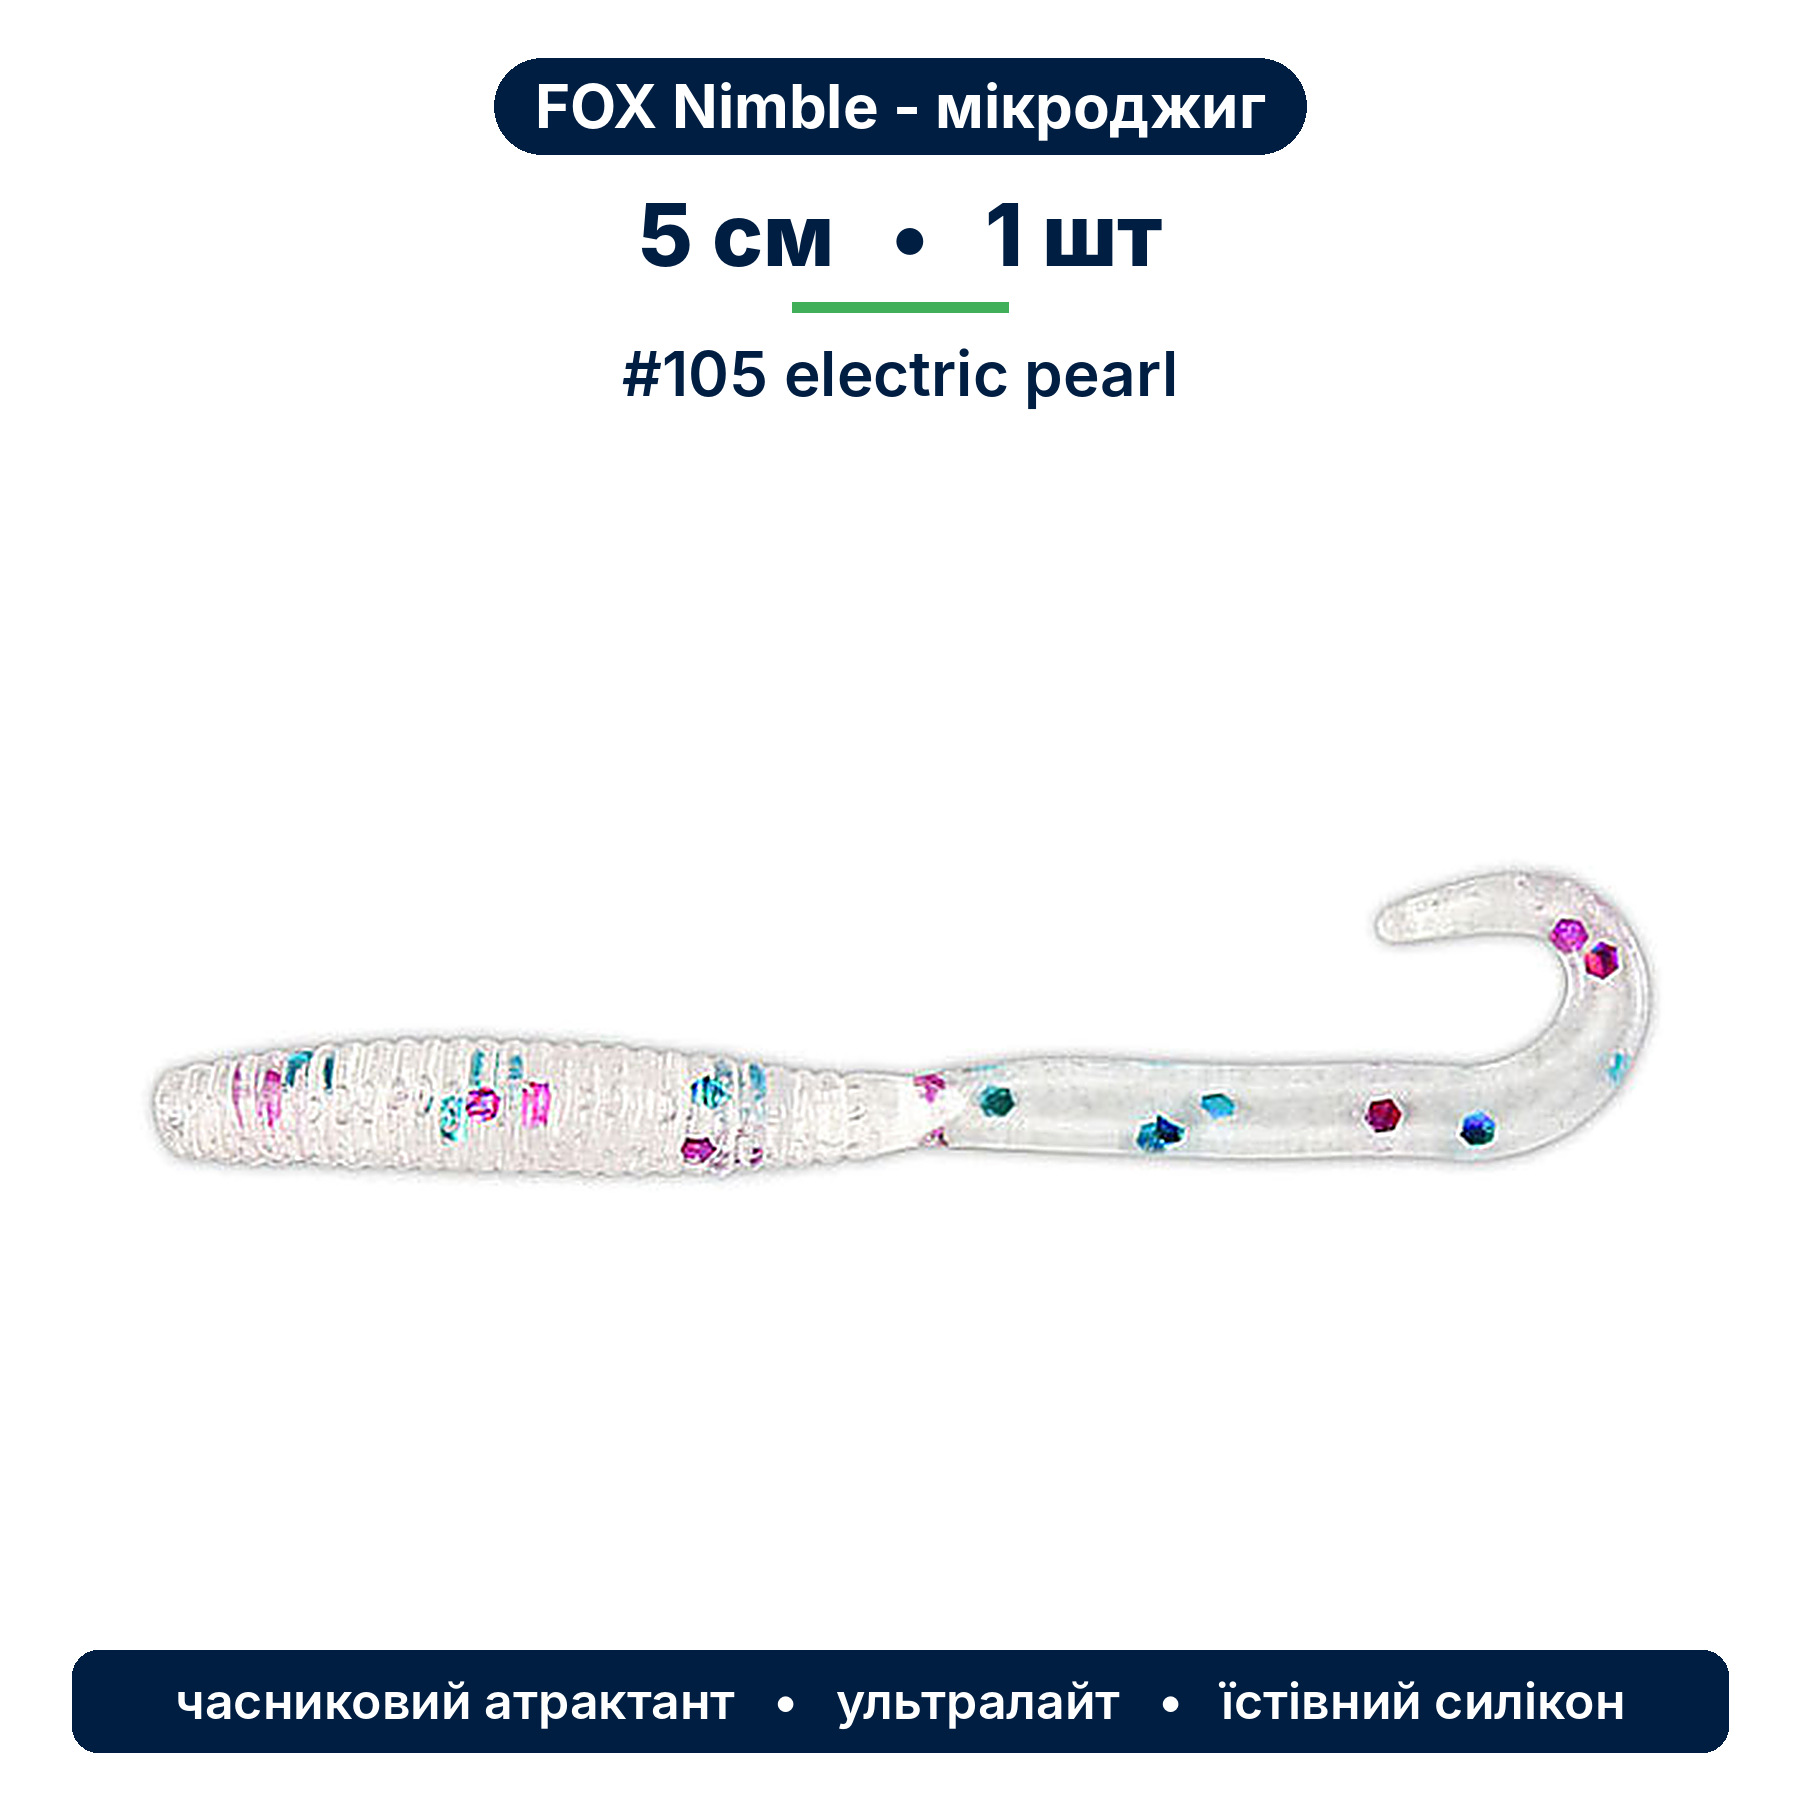 FOX Nimble - мікроджиг
5 см • 1 шт
#105 electric pearl
часниковий атрактант • ультралайт • їстівний силікон